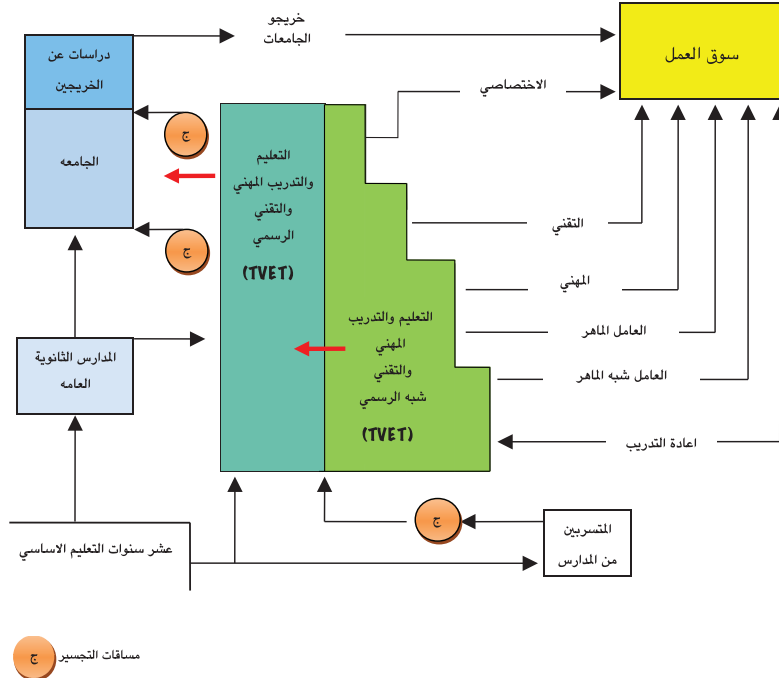 خريجو
الجامعات
سوق العمل
دراسات عن
الخريجين
الاختصاصي
ج
الجامعه
التعليم
والتدريب المهني
والتقني
الرسمي
(TVET)
ج
التقني
المهني
التعليم والتدريب
المهني
والتقني
شبه الرسمي
(TVET)
العامل الماهر
المدارس الثانوية
العامه
العامل شبه الماهر
اعادة التدريب
ج
المتسربين
من المدارس
عشر سنوات التعليم الاساسي
ج
مساقات التجسير